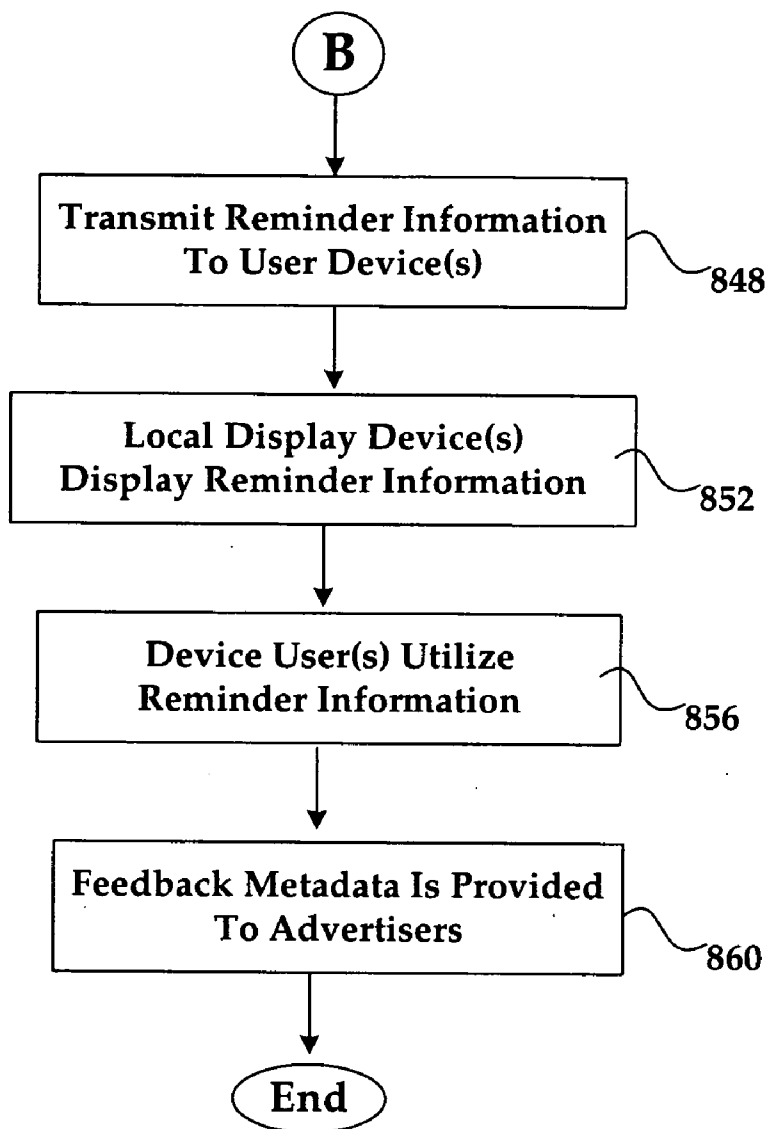 B
Transmit Reminder Information
To User Device(s)
848
Local Display Device(s)
Display Reminder Information
852
Device User(s) Utilize
Reminder Information
856
Feedback Metadata Is Provided
To Advertisers
860
End